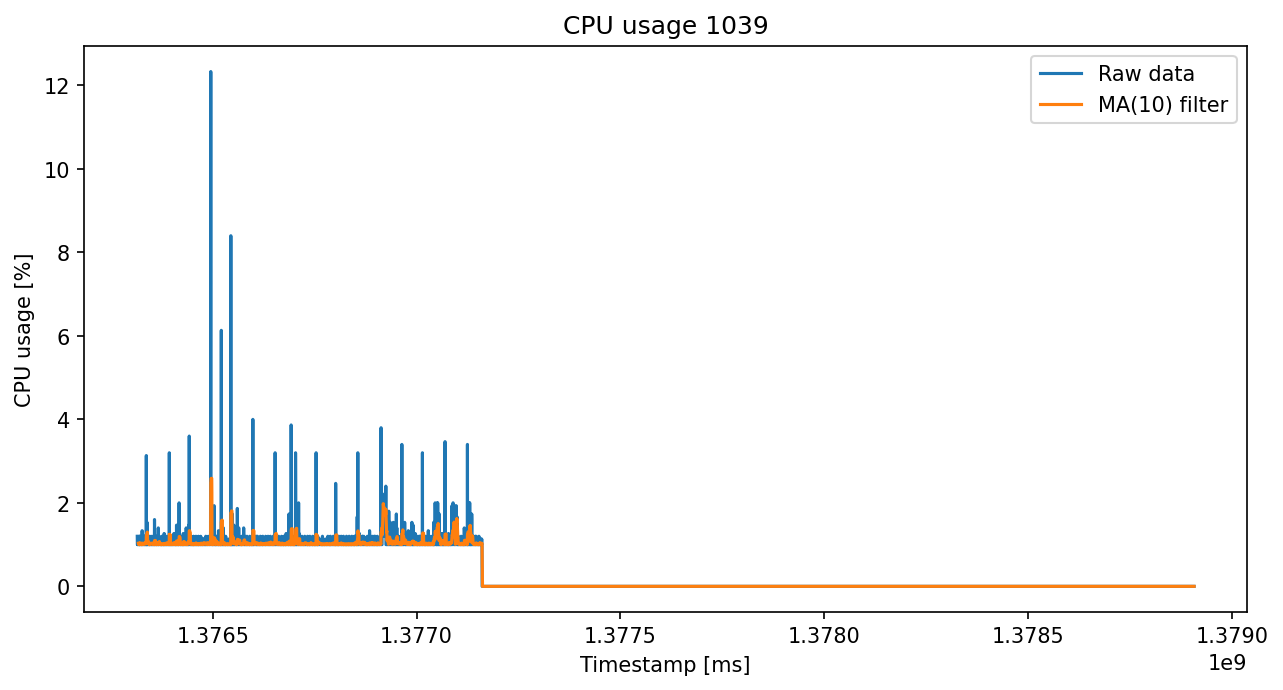 CPU usage 1039
Raw data
MA(10) filter
CPU usage [%]
12
10
8
6
4
2
0
1.3765 1.3770 1.3775 1.3780 1.3785 1.3790
1e9
Timestamp [ms]